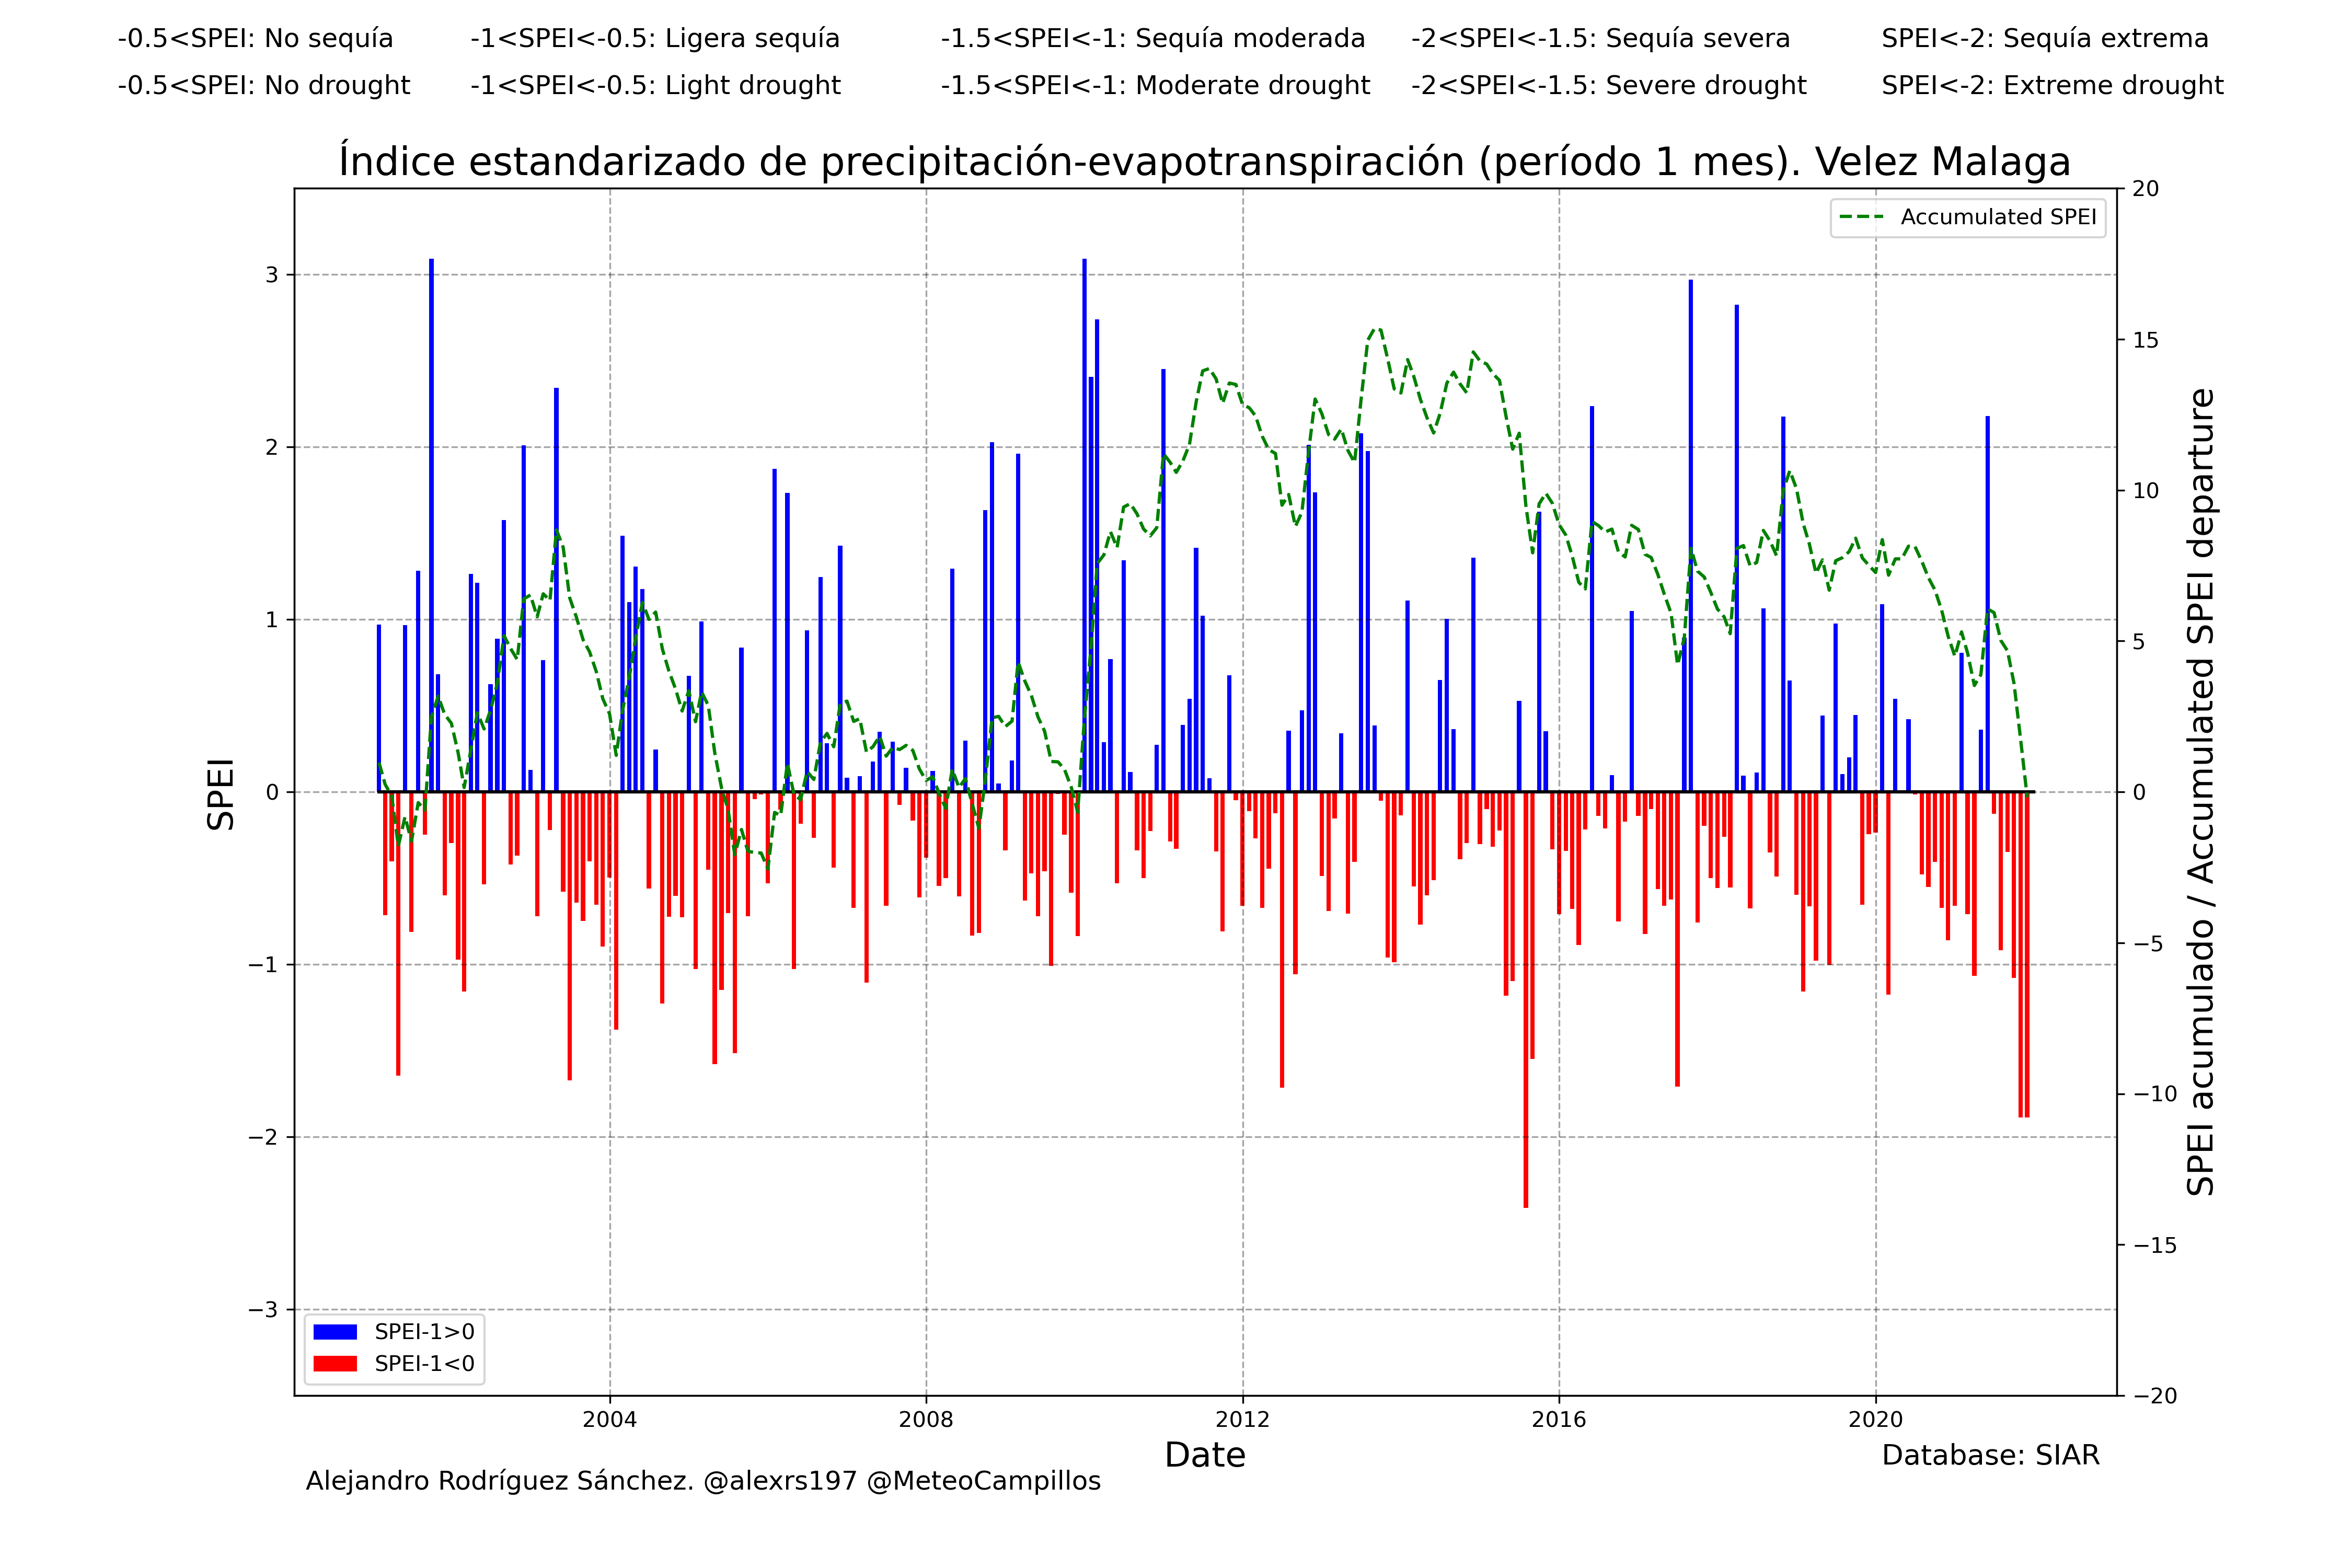 -0.5<SPEI: No sequía -1<SPEI<-0.5: Ligera sequía -1.5<SPEI<-1: Sequía moderada -2<SPEI<-1.5: Sequía severa SPEI<-2: Sequía extrema
-0.5<SPEI: No drought -1<SPEI<-0.5: Light drought -1.5<SPEI<-1: Moderate drought -2<SPEI<-1.5: Severe drought SPEI<-2: Extreme drought
Índice estandarizado de precipitación-evapotranspiración (período 1 mes). Velez Malaga
Accumulated SPEI
SPEI
3
2
1
0
−1
−2
−3
20
15
10
5
0
−5
−10
−15
−20
SPEI acumulado / Accumulated SPEI departure
SPEI-1>0
SPEI-1<0
2004 2008 2012 2016 2020
Date
Database: SIAR
Alejandro Rodríguez Sánchez. @alexrs197 @MeteoCampillos